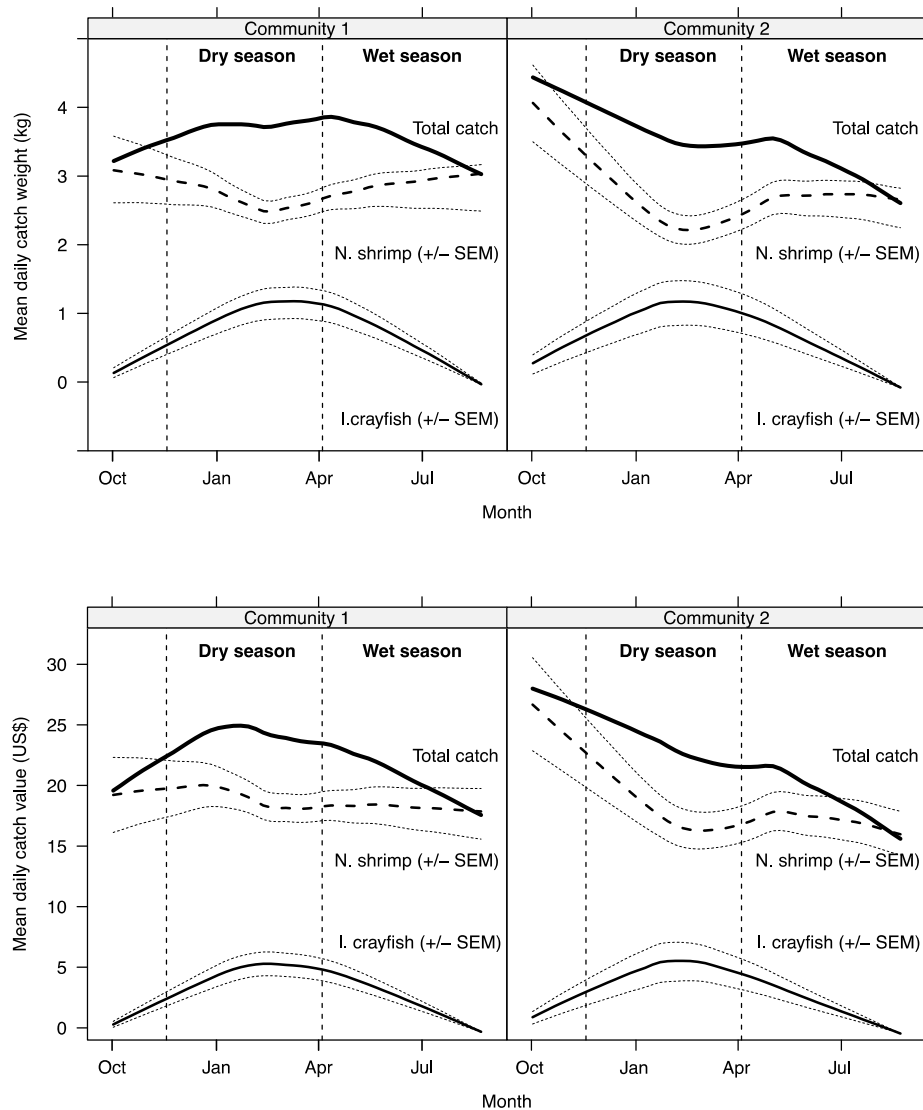 Community 1
Community 2
Dry season
Wet season
Dry season
Wet season
Mean daily catch weight (kg)
4
3
2
1
0
Total catch
N. shrimp (+/− SEM)
I.crayfish (+/− SEM)
Total catch
N. shrimp (+/− SEM)
I. crayfish (+/− SEM)
Oct
Jan
Apr
Jul
Oct
Jan
Apr
Jul
Month
Community 1
Community 2
Dry season
Wet season
Dry season
Wet season
Mean daily catch value (US$)
30
25
20
15
10
5
0
Total catch
N. shrimp (+/− SEM)
I. crayfish (+/− SEM)
Total catch
N. shrimp (+/− SEM)
I. crayfish (+/− SEM)
Oct
Jan
Apr
Jul
Oct
Jan
Apr
Jul
Month